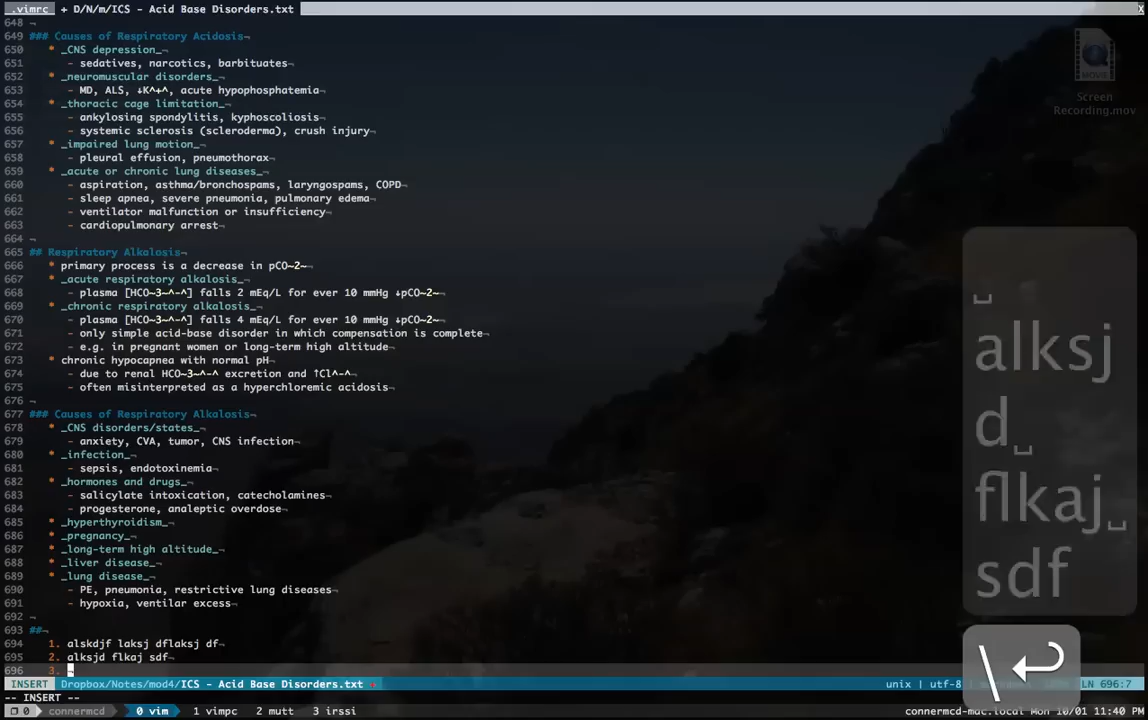 .vimrc + D/N/m/ICS - Acid Base Disorders.txt X
648 ¬
649 ### Causes of Respiratory Acidosis¬
650 * _CNS depression_¬
651 - sedatives, narcotics, barbituates¬
652 * _neuromuscular disorders_¬
653 - MD, ALS, ↓K^+^, acute hypophosphatemia¬
654 * _thoracic cage limitation_¬
655 - ankylosing spondylitis, kyphoscoliosis¬
656 - systemic sclerosis (scleroderma), crush injury¬
657 * _impaired lung motion_¬
658 - pleural effusion, pneumothorax¬
659 * _acute or chronic lung diseases_¬
660 - aspiration, asthma/bronchospams, laryngospams, COPD¬
661 - sleep apnea, severe pneumonia, pulmonary edema¬
662 - ventilator malfunction or insufficiency¬
663 - cardiopulmonary arrest¬
664 ¬
665 ## Respiratory Alkalosis¬
666 * primary process is a decrease in pCO~2~¬
667 * _acute respiratory alkalosis_¬
668 - plasma [HCO~3~^-^] falls 2 mEq/L for ever 10 mmHg ↓pCO~2~¬
669 * _chronic respiratory alkalosis_¬
670 - plasma [HCO~3~^-^] falls 4 mEq/L for ever 10 mmHg ↓pCO~2~¬
671 - only simple acid-base disorder in which compensation is complete¬
672 - e.g. in pregnant women or long-term high altitude¬
673 * chronic hypocapnea with normal pH¬
674 - due to renal HCO~3~^-^ excretion and ↑Cl^-^¬
675 - often misinterpreted as a hyperchloremic acidosis¬
676 ¬
677 ### Causes of Respiratory Alkalosis¬
678 * _CNS disorders/states_¬
679 - anxiety, CVA, tumor, CNS infection¬
680 * _infection_¬
681 - sepsis, endotoxinemia¬
682 * _hormones and drugs_¬
683 - salicylate intoxication, catecholamines¬
684 - progesterone, analeptic overdose¬
685 * _hyperthyroidism_¬
686 * _pregnancy_¬
687 * _long-term high altitude_¬
688 * _liver disease_¬
689 * _lung disease_¬
690 - PE, pneumonia, restrictive lung diseases¬
691 - hypoxia, ventilar excess¬
692 ¬
693 ##¬
694 1. alskdjf laksj dflaksj df¬
695 2. alksjd flkaj sdf¬
696 3. ¬
INSERT Dropbox/Notes/mod4/ICS - Acid Base Disorders.txt unix | utf-8 LN 696:7
-- INSERT --
0 connermcd 0 vim 1 vimpc 2 mutt 3 irssi connermcd-mac.local Mon 10/01 11:40 PM
Screen
Recording.mov
MOVIE
␣
alksj
d␣
flkaj␣
sdf
\↩